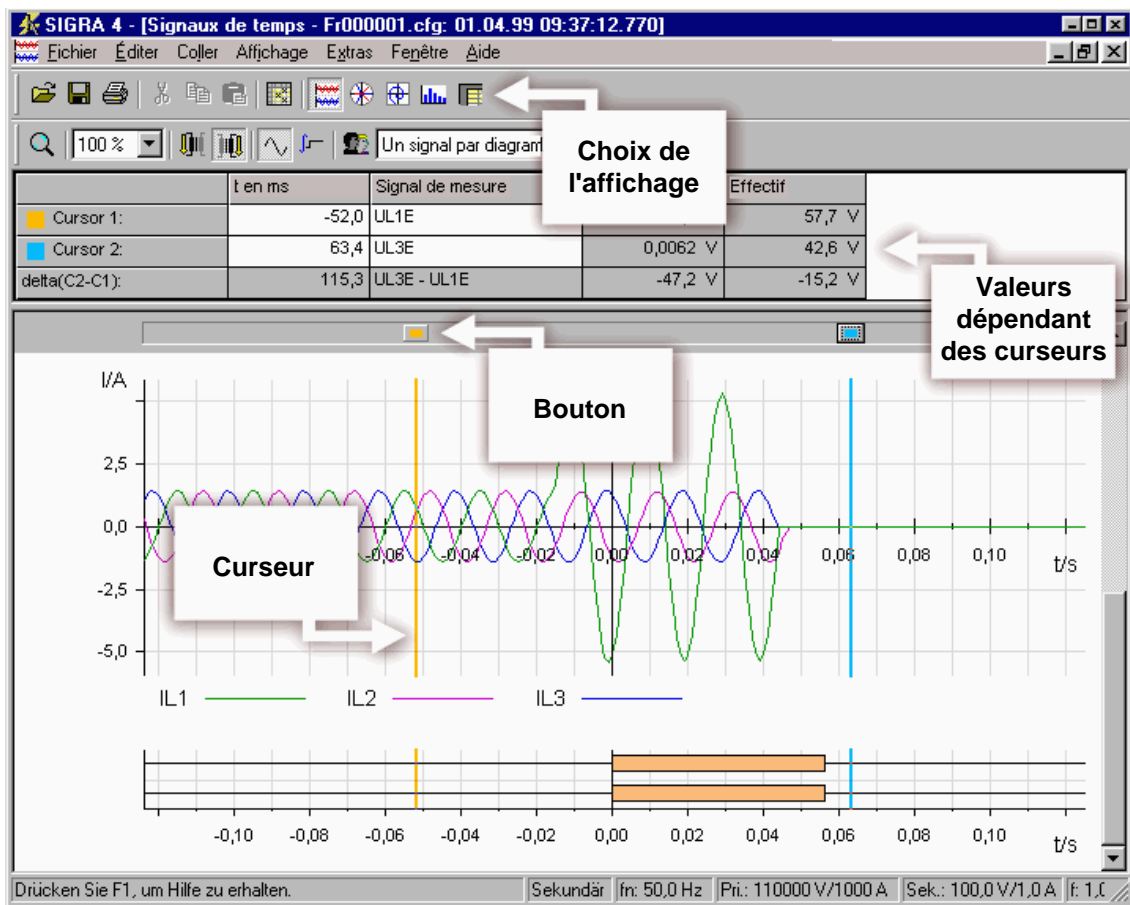 SIGRA 4 - [Signaux de temps - Fr000001.cfg: 01.04.99 09:37:12.770]
Fichier Éditer Coller Affichage Extras Fenêtre Aide
100 % Un signal par diagram
Choix de
l'affichage
t en ms Signal de mesure Effectif
Cursor 1: -52,0 UL1E 57,7 V
Cursor 2: 63,4 UL3E 0,0062 V 42,6 V
delta(C2-C1): 115,3 UL3E - UL1E -47,2 V -15,2 V
Valeurs
dépendant
des curseurs
Bouton
I/A
2,5
0,0
-2,5
-5,0
-0,06 -0,04 -0,02 0,00 0,02 0,04 0,06 0,08 0,10 t/s
Curseur
IL1 IL2 IL3
-0,10 -0,08 -0,06 -0,04 -0,02 0,00 0,02 0,04 0,06 0,08 0,10 t/s
Drücken Sie F1, um Hilfe zu erhalten. Sekundär fn: 50,0 Hz Pri.: 110000 V/1000 A Sek.: 100,0 V/1,0 A f: 1,